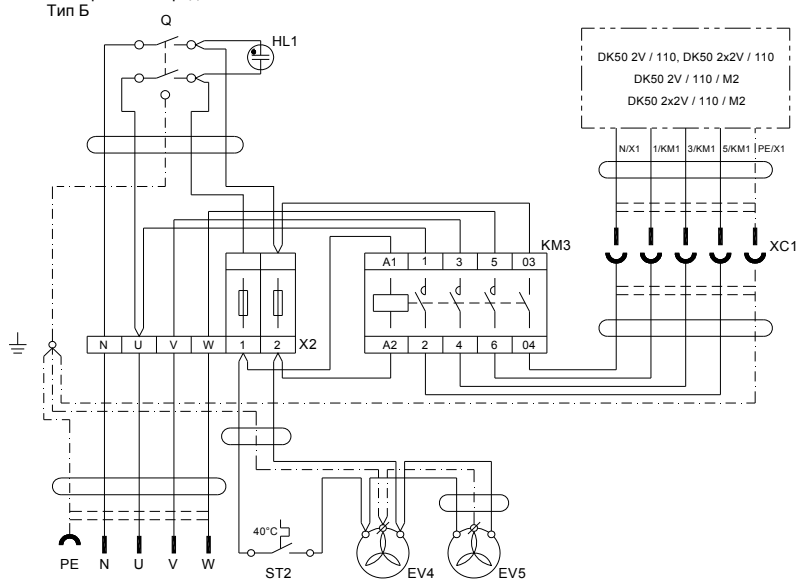 Тип Б
Q
HL1
DK50 2V / 110, DK50 2x2V / 110
DK50 2V / 110 / M2
DK50 2x2V / 110 / M2
N/X1 1/KM1 3/KM1 5/KM1 PE/X1
XC1
KM3
A1 1 3 5 03
N U V W 1 2 X2
A2 2 4 6 04
40°C
PE N U V W
ST2 EV4 EV5